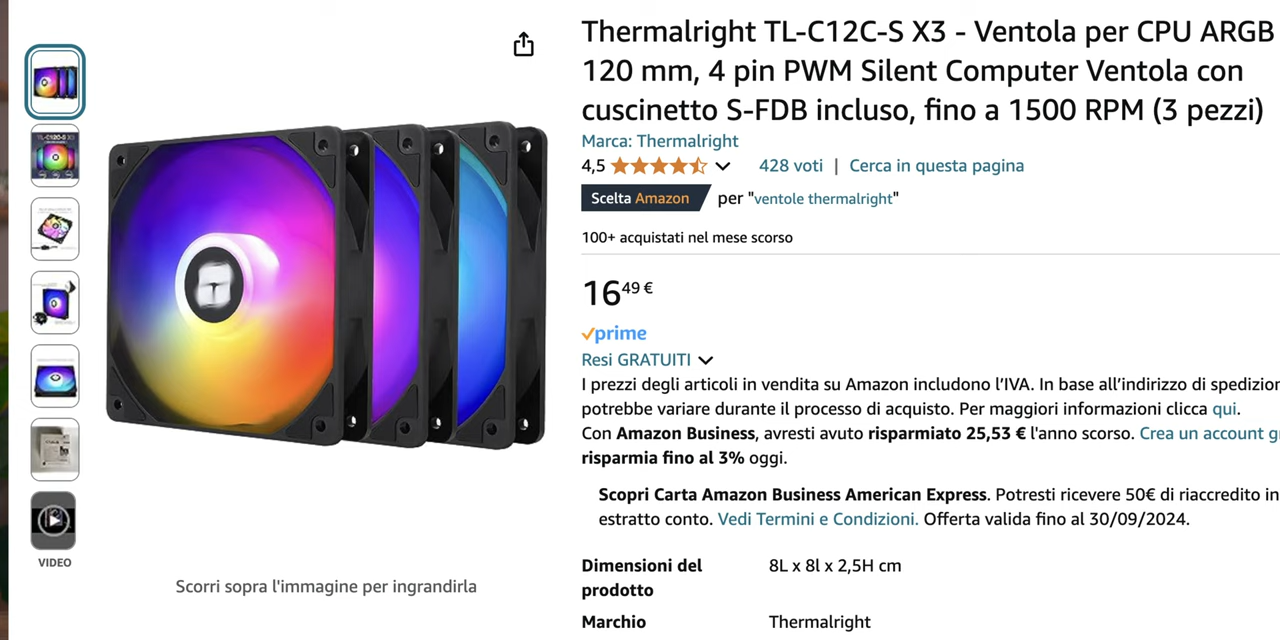 Thermalright TL-C12C-S X3 - Ventola per CPU ARGB
120 mm, 4 pin PWM Silent Computer Ventola con
cuscinetto S-FDB incluso, fino a 1500 RPM (3 pezzi)
Marca: Thermalright
4,5 428 voti | Cerca in questa pagina
Scelta Amazon per "ventole thermalright"
100+ acquistati nel mese scorso
16 49 €
prime
Resi GRATUITI
I prezzi degli articoli in vendita su Amazon includono l'IVA. In base all'indirizzo di spedizion
potrebbe variare durante il processo di acquisto. Per maggiori informazioni clicca qui.
Con Amazon Business, avresti avuto risparmiato 25,53 € l'anno scorso. Crea un account g
risparmia fino al 3% oggi.
Scopri Carta Amazon Business American Express. Potresti ricevere 50€ di riaccredito in
estratto conto. Vedi Termini e Condizioni. Offerta valida fino al 30/09/2024.
Dimensioni del prodotto 8L x 8l x 2,5H cm
Marchio Thermalright
TL-C12C-S X3
VIDEO
Scorri sopra l'immagine per ingrandirla